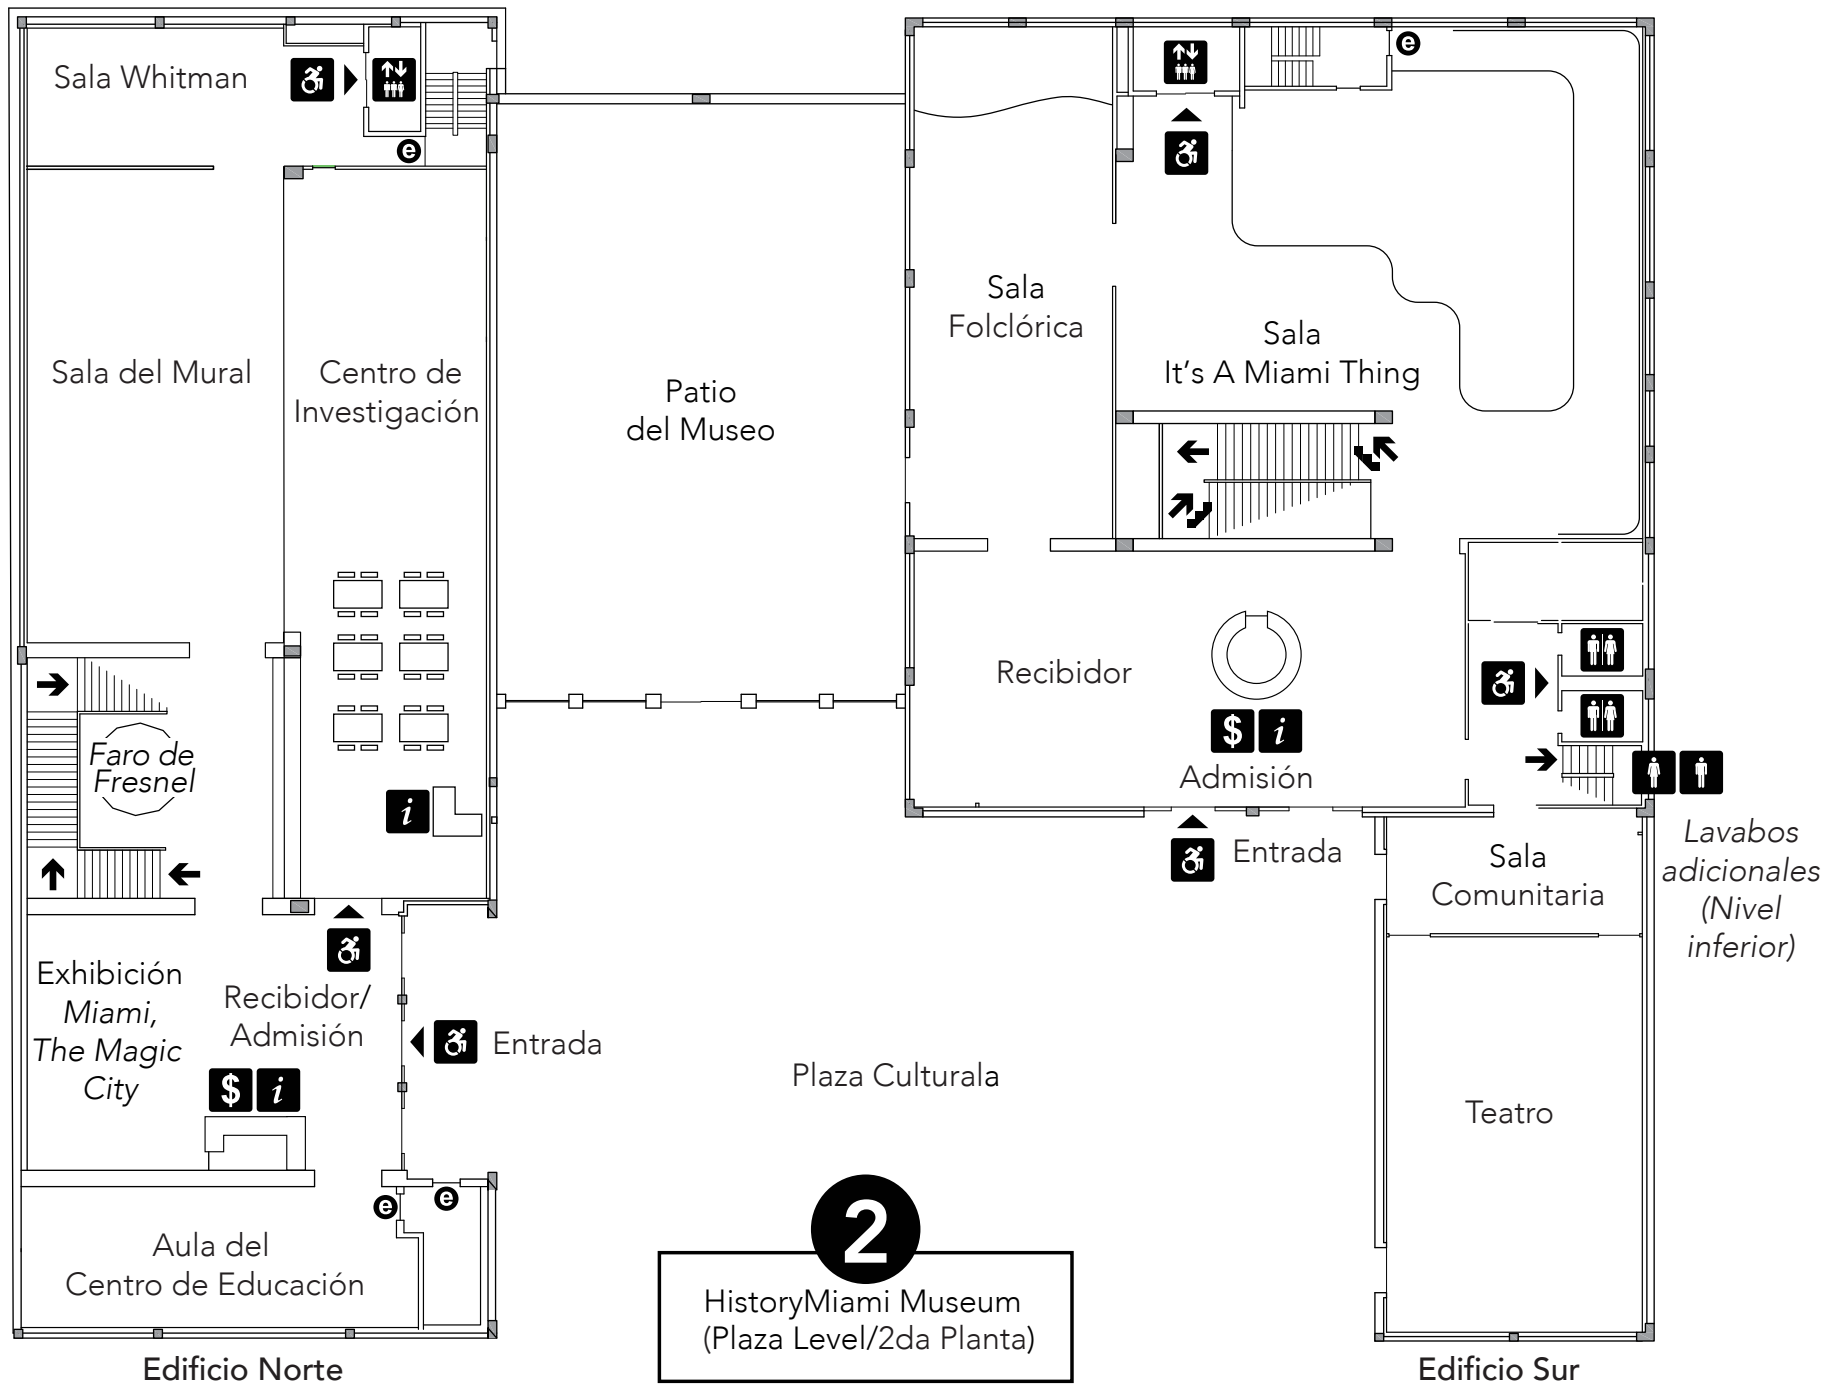 Sala Whitman
e
e
Sala
Folclórica
Sala
It's A Miami Thing
Sala del Mural
Centro de
Investigación
Patio
del Museo
Recibidor
$ i
Admisión
Faro de
Fresnel
i
Entrada
Lavabos
adicionales
(Nivel
inferior)
Sala
Comunitaria
Exhibición
Miami,
The Magic
City
Recibidor/
Admisión
$ i
Entrada
Plaza Culturala
Teatro
e e
Aula del
Centro de Educación
2
HistoryMiami Museum
(Plaza Level/2da Planta)
Edificio Norte
Edificio Sur